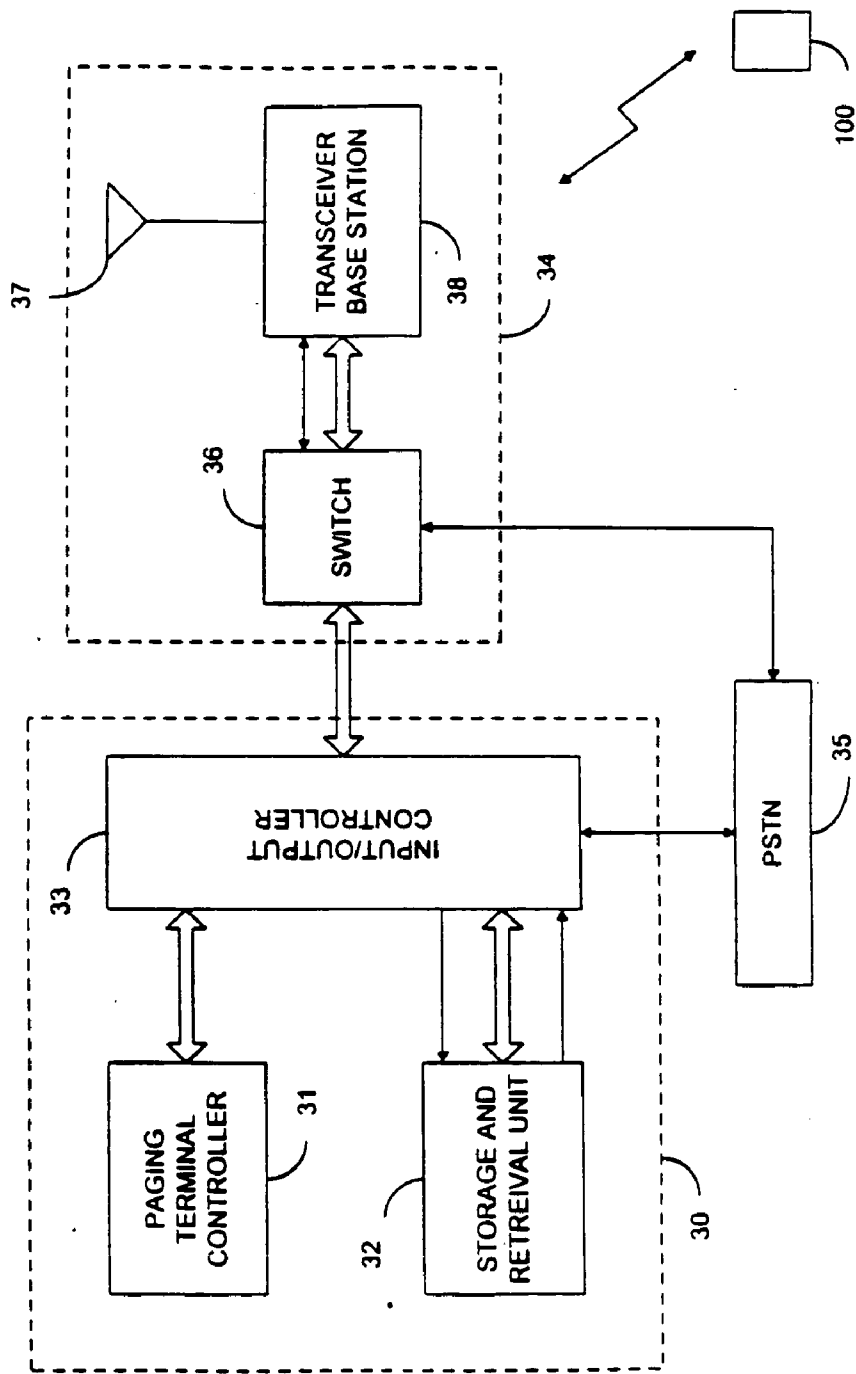 37
TRANSCEIVER
BASE STATION
38
34
100
36
SWITCH
33
INPUT/OUTPUT
CONTROLLER
PSTN
35
PAGING
TERMINAL
CONTROLLER
31
32
STORAGE AND
RETREIVAL UNIT
30